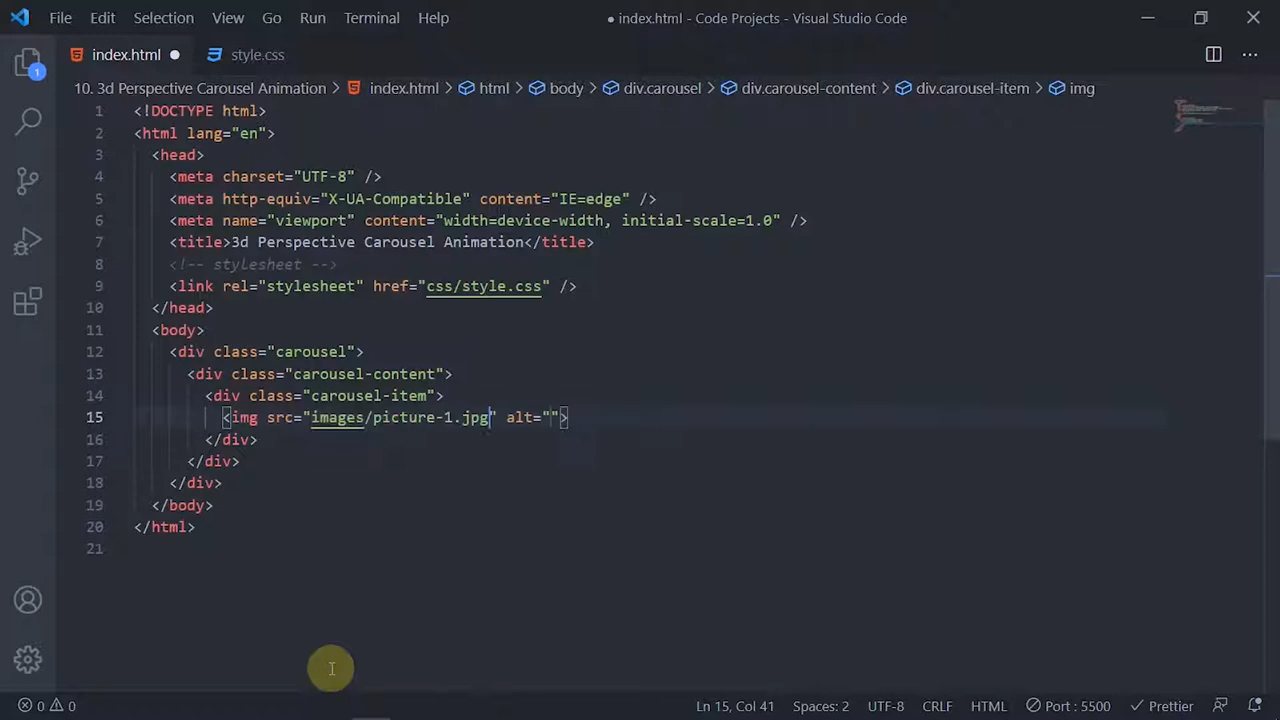 File Edit Selection View Go Run Terminal Help ● index.html - Code Projects - Visual Studio Code
index.html ● style.css
10. 3d Perspective Carousel Animation > index.html > html > body > div.carousel > div.carousel-content > div.carousel-item > img
1 <!DOCTYPE html>
2 <html lang="en">
3 <head>
4 <meta charset="UTF-8" />
5 <meta http-equiv="X-UA-Compatible" content="IE=edge" />
6 <meta name="viewport" content="width=device-width, initial-scale=1.0" />
7 <title>3d Perspective Carousel Animation</title>
8 <!-- stylesheet -->
9 <link rel="stylesheet" href="css/style.css" />
10 </head>
11 <body>
12 <div class="carousel">
13 <div class="carousel-content">
14 <div class="carousel-item">
15 <img src="images/picture-1.jpg" alt="">
16 </div>
17 </div>
18 </div>
19 </body>
20 </html>
21
1
0 0 Ln 15, Col 41 Spaces: 2 UTF-8 CRLF HTML Port : 5500 Prettier